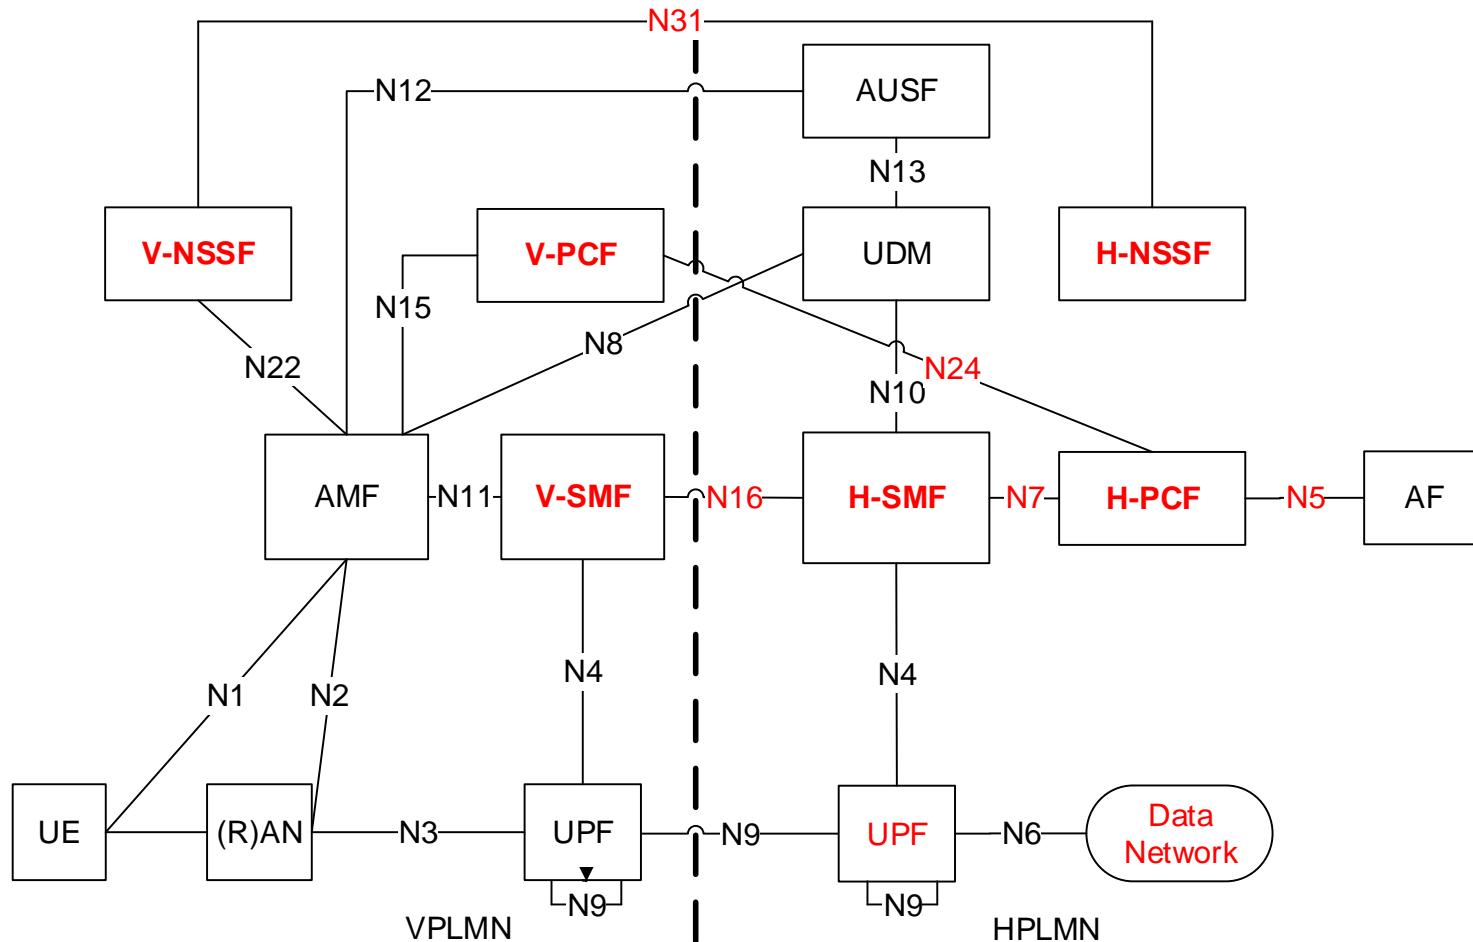 N31
N12
AUSF
N13
V-NSSF
V-PCF
UDM
H-NSSF
N15
N8
N22
N24
N10
AMF
N11
V-SMF
N16
H-SMF
N7
H-PCF
N5
AF
N4
N4
N1
N2
UE
(R)AN
N3
UPF
N9
UPF
N6
Data
Network
N9
N9
VPLMN
HPLMN